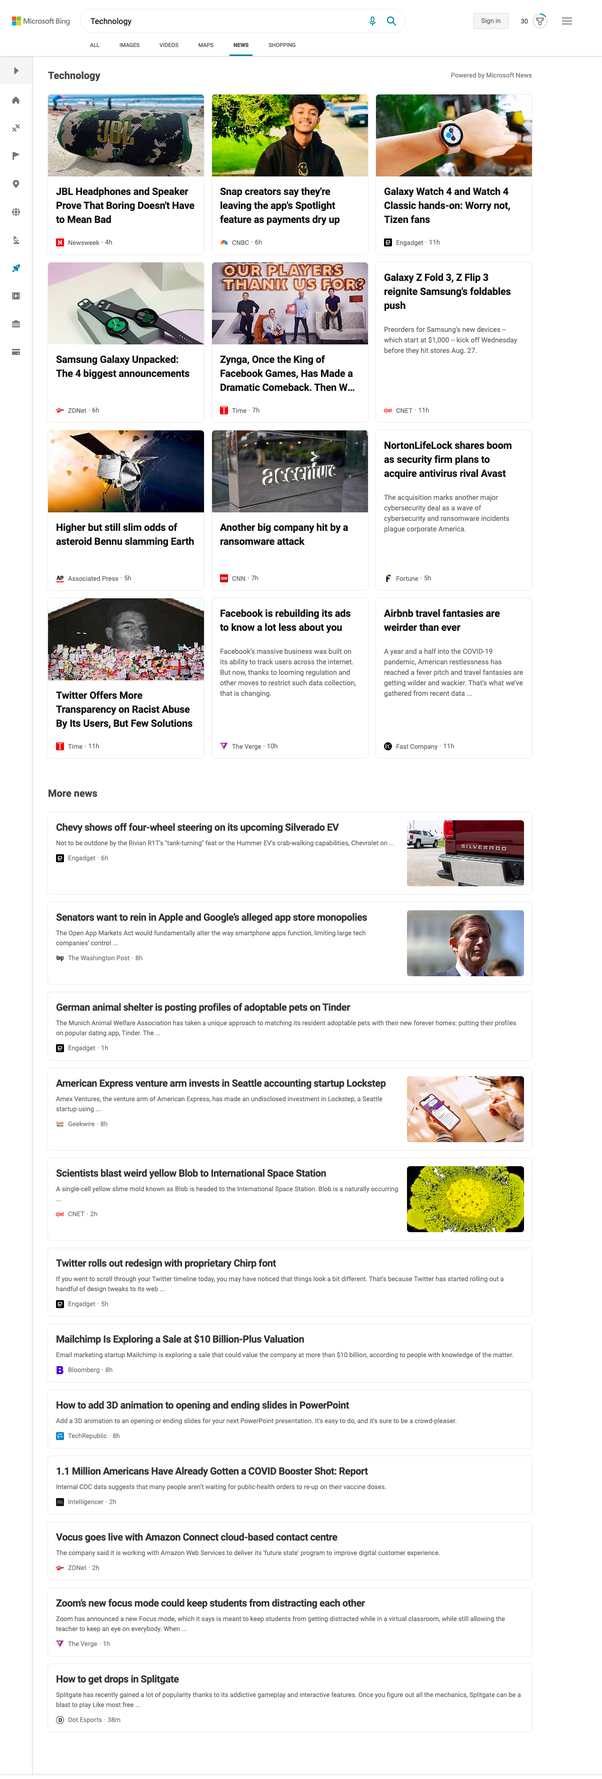 Microsoft Bing
Technology
Sign in
30
ALL
IMAGES
VIDEOS
MAPS
NEWS
SHOPPING
Technology
Powered by Microsoft News
JBL
JBL Headphones and Speaker
Prove That Boring Doesn't Have
to Mean Bad
Newsweek · 4h
Snap creators say they're
leaving the app's Spotlight
feature as payments dry up
CNBC · 6h
Galaxy Watch 4 and Watch 4
Classic hands-on: Worry not,
Tizen fans
Engadget · 11h
Samsung Galaxy Unpacked:
The 4 biggest announcements
ZDNet · 6h
OUR PLAYERS
THANK US FOR?
Zynga, Once the King of
Facebook Games, Has Made a
Dramatic Comeback. Then W...
Time · 7h
Galaxy Z Fold 3, Z Flip 3
reignite Samsung's foldables
push
Preorders for Samsung's new devices –
which start at $1,000 – kick off Wednesday
before they hit stores Aug. 27.
CNET · 11h
Higher but still slim odds of
asteroid Bennu slamming Earth
AP Associated Press · 5h
accenture
Another big company hit by a
ransomware attack
CNN · 7h
NortonLifeLock shares boom
as security firm plans to
acquire antivirus rival Avast
The acquisition marks another major
cybersecurity deal as a wave of
cybersecurity and ransomware incidents
plague corporate America.
Fortune · 5h
Twitter Offers More
Transparency on Racist Abuse
By Its Users, But Few Solutions
Time · 11h
Facebook is rebuilding its ads
to know a lot less about you
Facebook's massive business was built on
its ability to track users across the internet.
But now, thanks to looming regulation and
other moves to restrict such data collection,
that is changing.
The Verge · 10h
Airbnb travel fantasies are
weirder than ever
A year and a half into the COVID-19
pandemic, American restlessness has
reached a fever pitch and travel fantasies are
getting wilder and wackier. That's what we've
gathered from recent data ...
Fast Company · 11h
More news
Chevy shows off four-wheel steering on its upcoming Silverado EV
Not to be outdone by the Rivian R1T's "tank-turning" feat or the Hummer EV's crab-walking capabilities, Chevrolet on ...
Engadget · 6h
SILVERADO
Senators want to rein in Apple and Google's alleged app store monopolies
The Open App Markets Act would fundamentally alter the way smartphone apps function, limiting large tech
companies' control ...
wp The Washington Post · 8h
German animal shelter is posting profiles of adoptable pets on Tinder
The Munich Animal Welfare Association has taken a unique approach to matching its resident adoptable pets with their new forever homes: putting their profiles
on popular dating app, Tinder. The ...
Engadget · 1h
American Express venture arm invests in Seattle accounting startup Lockstep
Amex Ventures, the venture arm of American Express, has made an undisclosed investment in Lockstep, a Seattle
startup using ...
Geekwire · 8h
Scientists blast weird yellow Blob to International Space Station
A single-cell yellow slime mold known as Blob is headed to the International Space Station. Blob is a naturally occurring
...
CNET · 2h
Twitter rolls out redesign with proprietary Chirp font
If you went to scroll through your Twitter timeline today, you may have noticed that things look a bit different. That's because Twitter has started rolling out a
handful of design tweaks to its web ...
Engadget · 5h
Mailchimp Is Exploring a Sale at $10 Billion-Plus Valuation
Email marketing startup Mailchimp is exploring a sale that could value the company at more than $10 billion, according to people with knowledge of the matter.
B Bloomberg · 8h
How to add 3D animation to opening and ending slides in PowerPoint
Add a 3D animation to an opening or ending slides for your next PowerPoint presentation. It's easy to do, and it's sure to be a crowd-pleaser.
TechRepublic · 8h
1.1 Million Americans Have Already Gotten a COVID Booster Shot: Report
Internal CDC data suggests that many people aren't waiting for public-health orders to re-up on their vaccine doses.
Intelligencer · 2h
Vocus goes live with Amazon Connect cloud-based contact centre
The company said it is working with Amazon Web Services to deliver its 'future state' program to improve digital customer experience.
ZDNet · 2h
Zoom's new focus mode could keep students from distracting each other
Zoom has announced a new Focus mode, which it says is meant to keep students from getting distracted while in a virtual classroom, while still allowing the
teacher to keep an eye on everybody. When ...
The Verge · 1h
How to get drops in Splitgate
Splitgate has recently gained a lot of popularity thanks to its addictive gameplay and interactive features. Once you figure out all the mechanics, Splitgate can be a
blast to play Like most free ...
Dot Esports · 38m